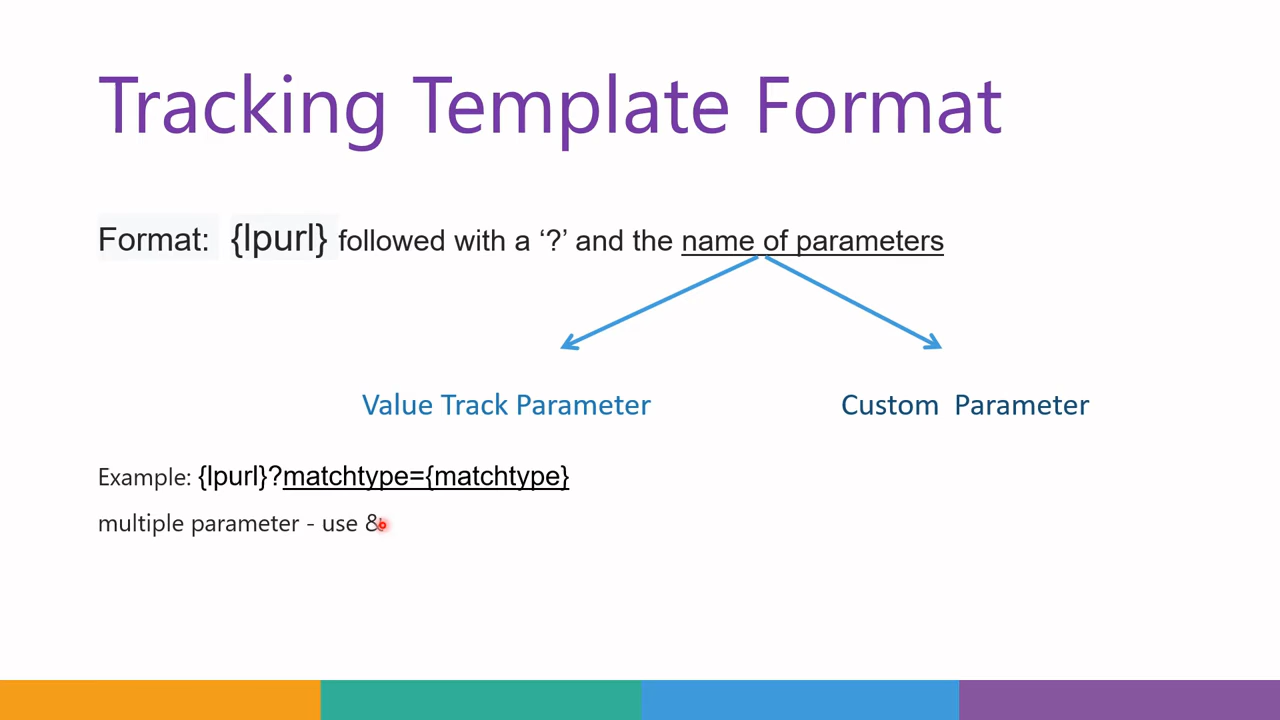 Tracking Template Format
Format: {lpurl} followed with a ‘?’ and the name of parameters
Value Track Parameter
Custom Parameter
Example: {lpurl}?matchtype={matchtype}
multiple parameter - use &